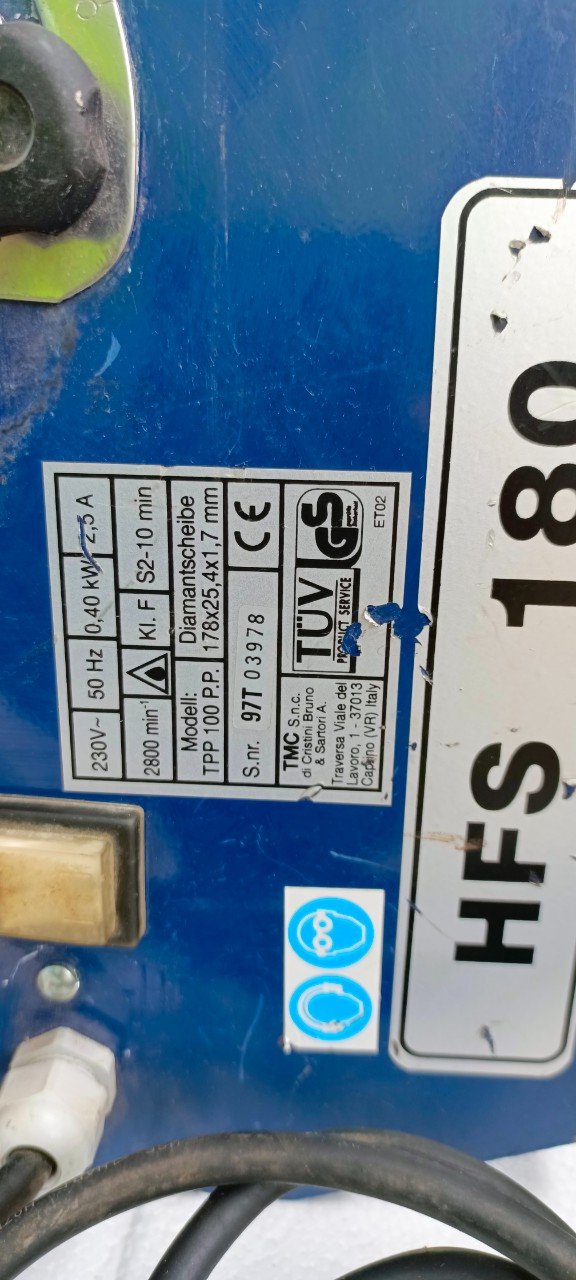 230V~ 50 Hz 0,40 kW 2,5 A
2800 min⁻¹ Kl. F S2-10 min
Modell: Diamantscheibe
TPP 100 P.P. 178x25,4x1,7 mm
S.nr. 97T 03978 CE
TMC S.n.c.
di Cristini Bruno
& Sartori A.
Traversa Viale del
Lavoro, 1 - 37013
Caprino (VR) Italy
TÜV
PRODUCT SERVICE
GS
ET02
HFS 180